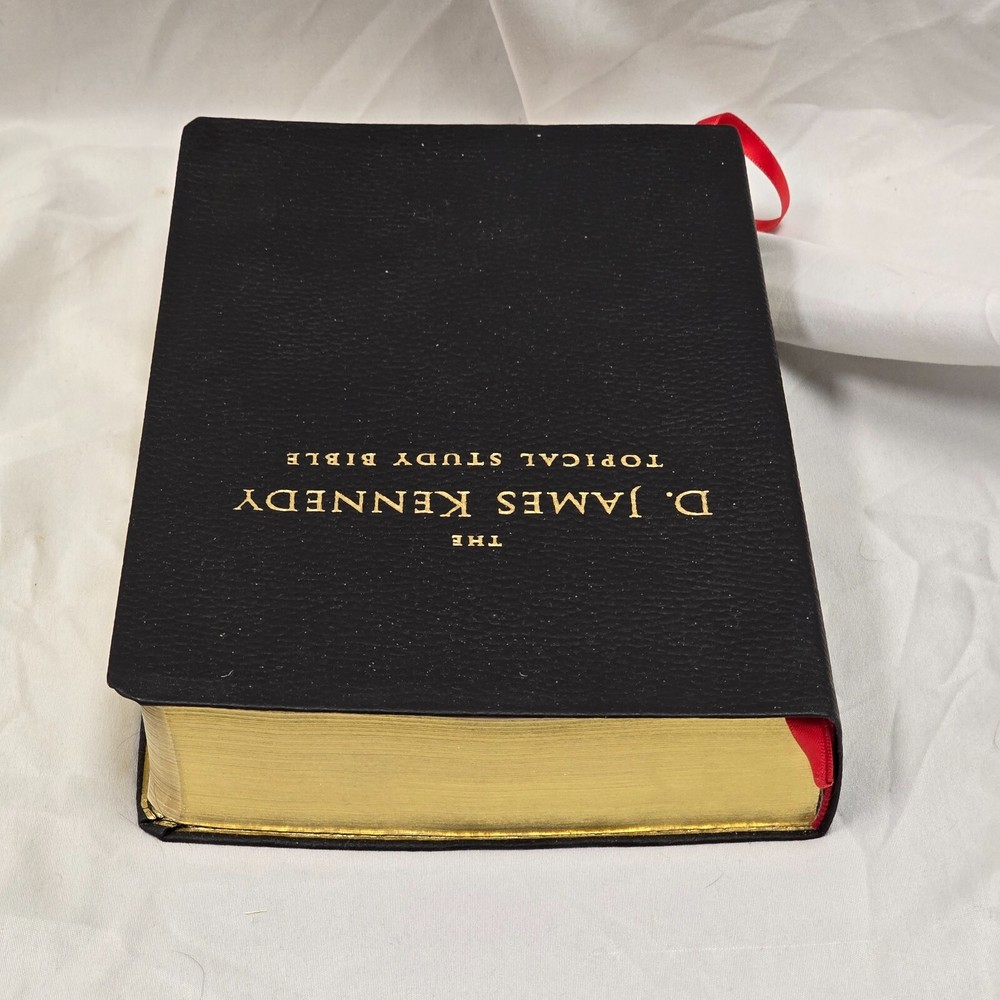 THE
D. JAMES KENNEDY
TOPICAL STUDY BIBLE